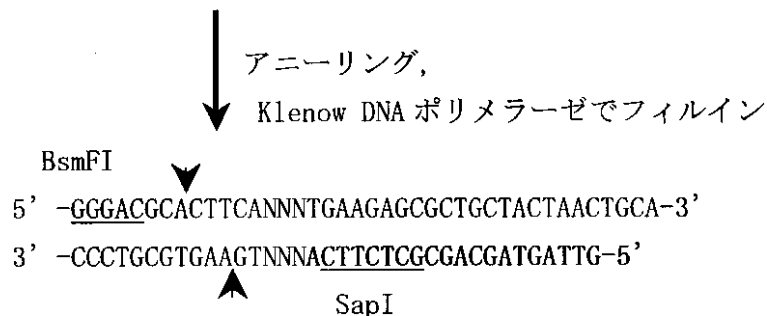 アニーリング,
Klenow DNA ポリメラーゼでフィルイン
BsmFI
5’ -GGGACGCACTTCANNNTGAAGAGCGCTGCTACTAACTGCA-3’
3’ -CCCTGCGTGAAGTNNNACTTCTCGCGACGATGATTG-5’
SapI